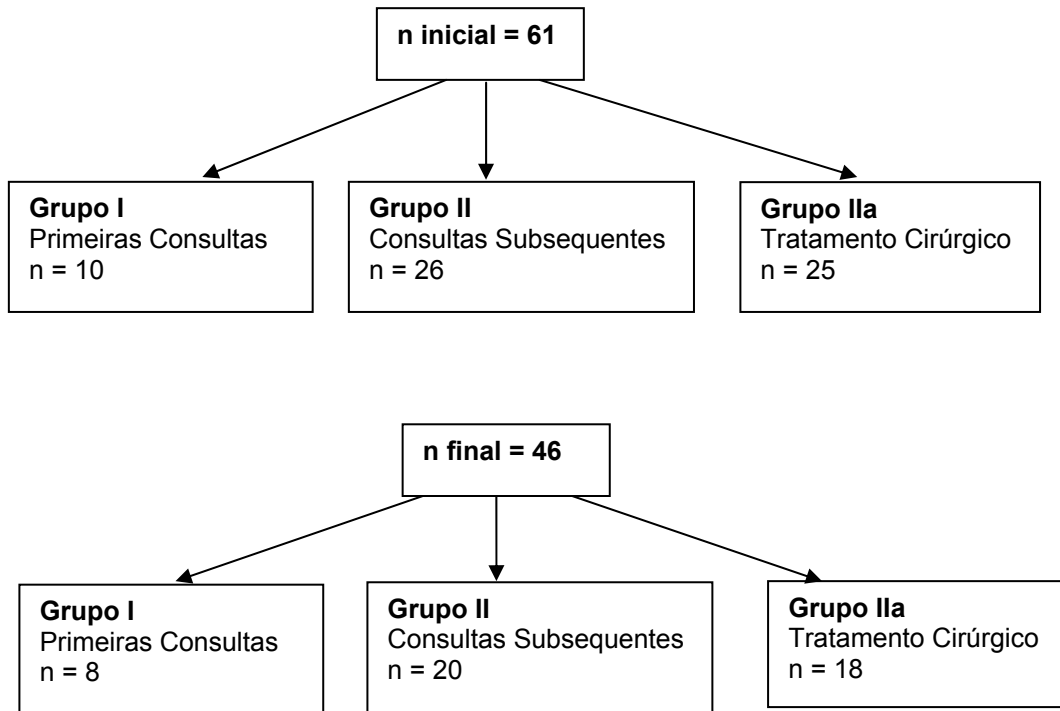 n inicial = 61
Grupo I
Primeiras Consultas
n = 10
Grupo II
Consultas Subsequentes
n = 26
Grupo IIa
Tratamento Cirúrgico
n = 25
n final = 46
Grupo I
Primeiras Consultas
n = 8
Grupo II
Consultas Subsequentes
n = 20
Grupo IIa
Tratamento Cirúrgico
n = 18